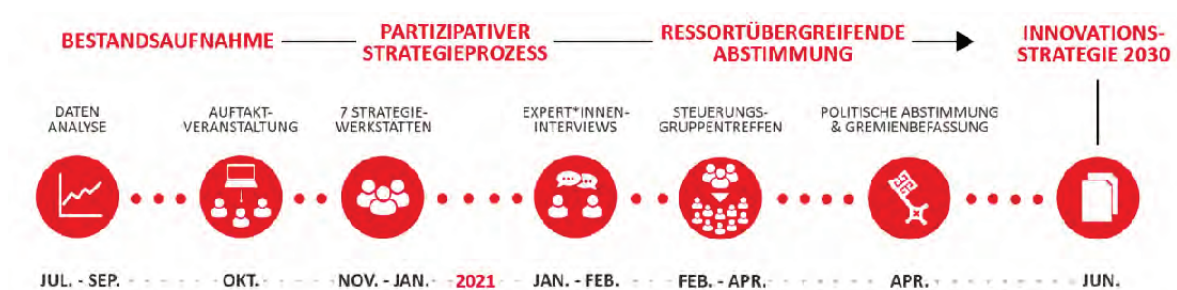 BESTANDSAUFNAHME
PARTIZIPATIVER
STRATEGIEPROZESS
RESSORTÜBERGREIFENDE
ABSTIMMUNG
INNOVATIONS-
STRATEGIE 2030
DATEN
ANALYSE
AUFTAKT-
VERANSTALTUNG
7 STRATEGIE-
WERKSTATTEN
EXPERT*INNEN-
INTERVIEWS
STEUERUNGS-
GRUPPENTREFFEN
POLITISCHE ABSTIMMUNG
& GREMIENBEFASSUNG
JUL. - SEP.
OKT.
NOV. - JAN.
2021
JAN. - FEB.
FEB. - APR.
APR.
JUN.